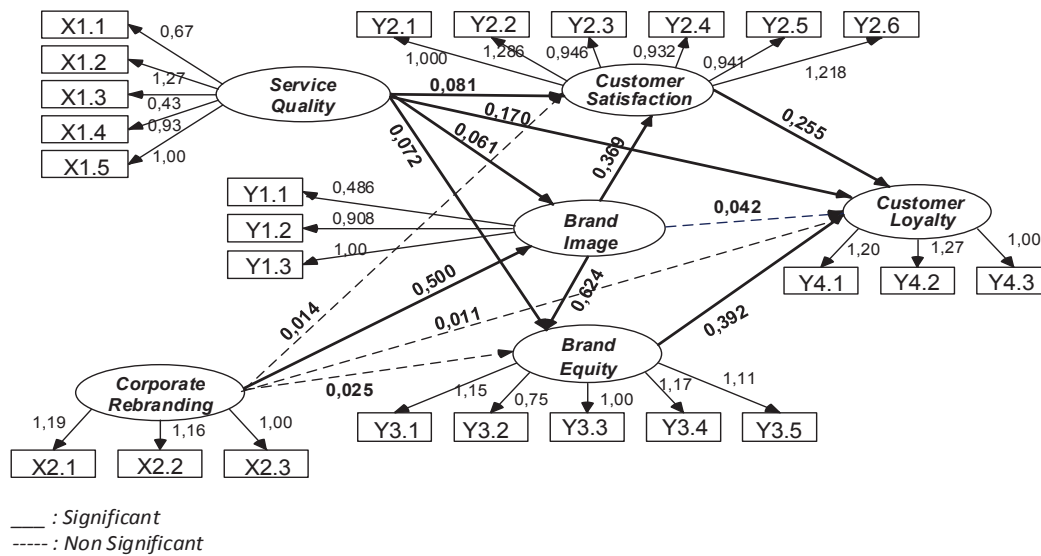 X1.1
X1.2
X1.3
X1.4
X1.5
0,67
1,27
0,43
0,93
1,00
Service
Quality
Y2.1
Y2.2
Y2.3
Y2.4
Y2.5
Y2.6
1,000
1,286
0,946
0,932
0,941
1,218
Customer
Satisfaction
0,081
0,170
0,061
0,072
0,369
0,255
Y1.1
Y1.2
Y1.3
0,486
0,908
1,00
Brand
Image
0,042
Customer
Loyalty
1,20
1,27
1,00
Y4.1
Y4.2
Y4.3
0,500
0,624
0,014
0,011
0,392
0,025
Brand
Equity
1,15
0,75
1,00
1,17
1,11
Y3.1
Y3.2
Y3.3
Y3.4
Y3.5
Corporate
Rebranding
1,19
1,16
1,00
X2.1
X2.2
X2.3
___ : Significant
----- : Non Significant